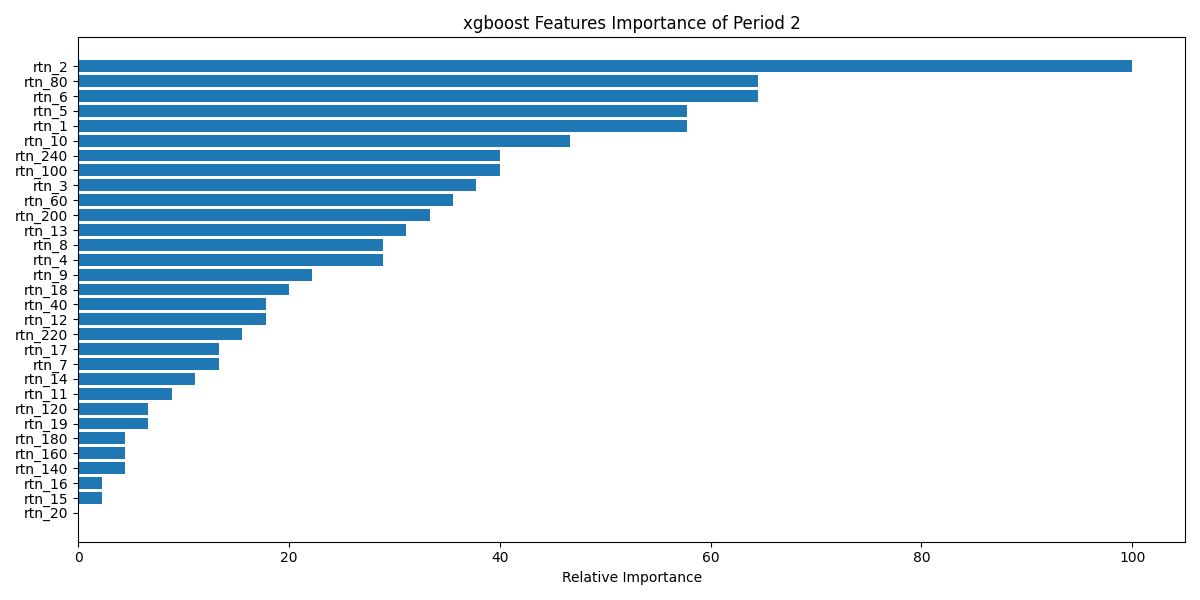 xgboost Features Importance of Period 2
rtn_2
rtn_80
rtn_6
rtn_5
rtn_1
rtn_10
rtn_240
rtn_100
rtn_3
rtn_60
rtn_200
rtn_13
rtn_8
rtn_4
rtn_9
rtn_18
rtn_40
rtn_12
rtn_220
rtn_17
rtn_7
rtn_14
rtn_11
rtn_120
rtn_19
rtn_180
rtn_160
rtn_140
rtn_16
rtn_15
rtn_20
0 20 40 60 80 100
Relative Importance